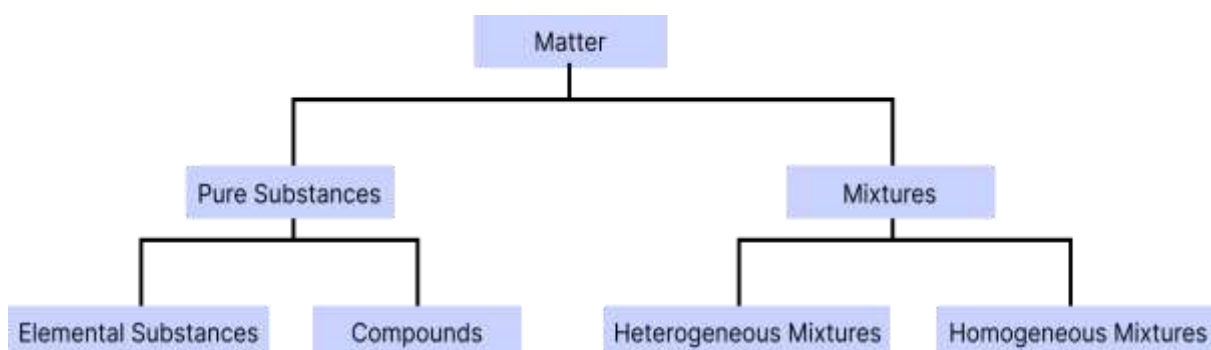 Matter
Pure Substances
Mixtures
Elemental Substances
Compounds
Heterogeneous Mixtures
Homogeneous Mixtures